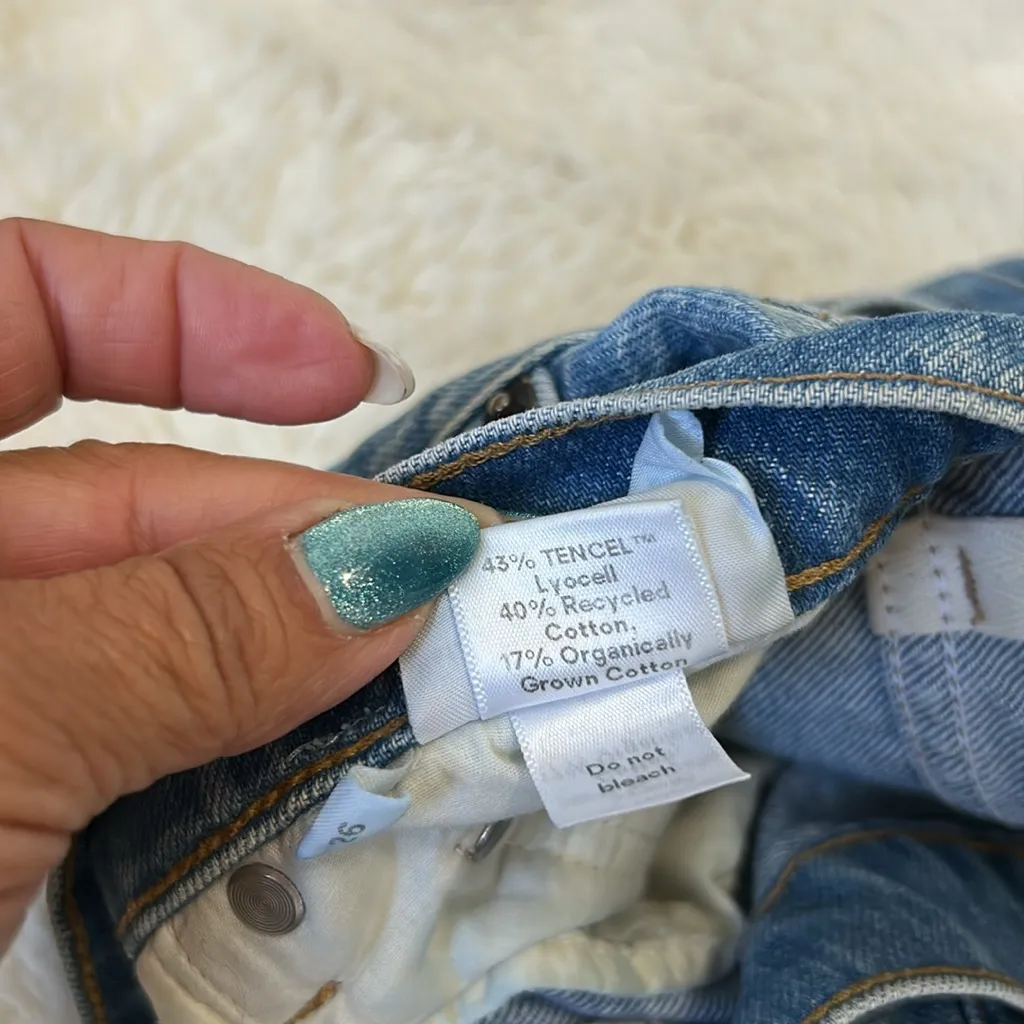 43% TENCEL™
Lyocell
40% Recycled
Cotton,
17% Organically
Grown Cotton
Do not
bleach
26